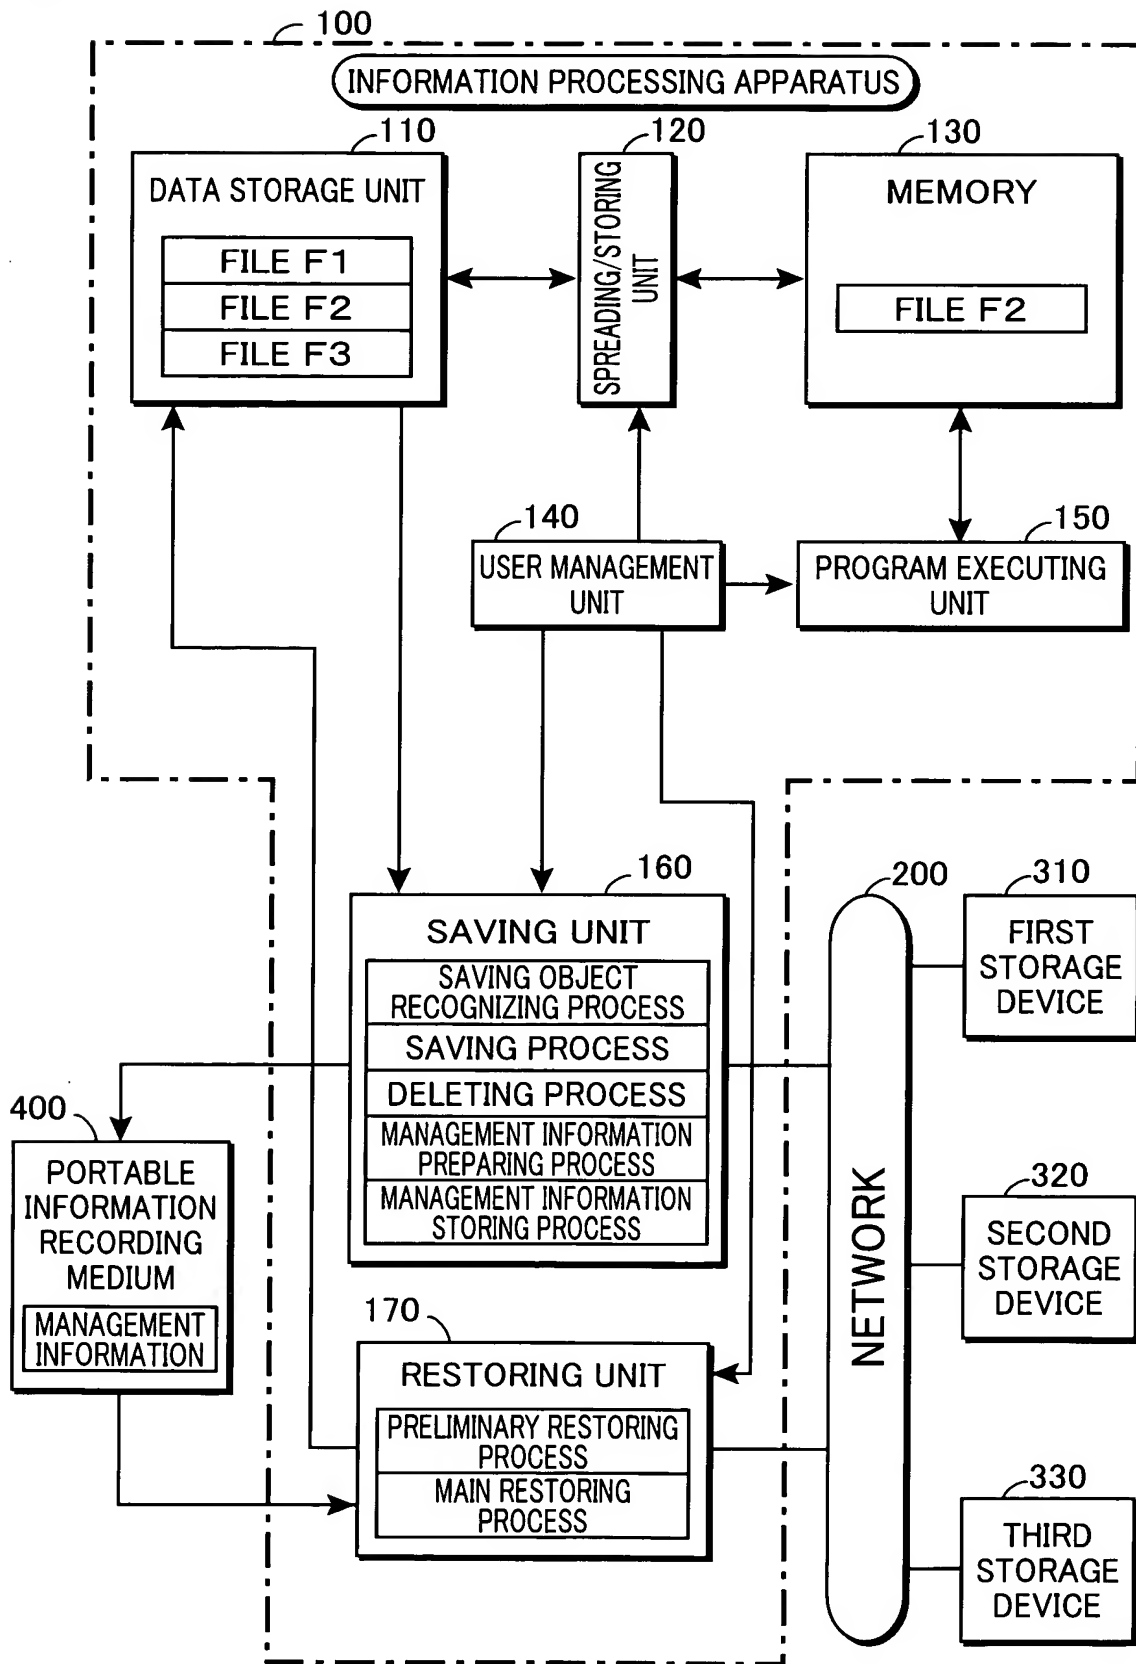 100
INFORMATION PROCESSING APPARATUS
110
DATA STORAGE UNIT
FILE F1
FILE F2
FILE F3
120
SPREADING/STORING
UNIT
130
MEMORY
FILE F2
140
USER MANAGEMENT
UNIT
150
PROGRAM EXECUTING
UNIT
160
SAVING UNIT
SAVING OBJECT
RECOGNIZING PROCESS
SAVING PROCESS
DELETING PROCESS
MANAGEMENT INFORMATION
PREPARING PROCESS
MANAGEMENT INFORMATION
STORING PROCESS
200
NETWORK
310
FIRST
STORAGE
DEVICE
320
SECOND
STORAGE
DEVICE
330
THIRD
STORAGE
DEVICE
400
PORTABLE
INFORMATION
RECORDING
MEDIUM
MANAGEMENT
INFORMATION
170
RESTORING UNIT
PRELIMINARY RESTORING
PROCESS
MAIN RESTORING
PROCESS